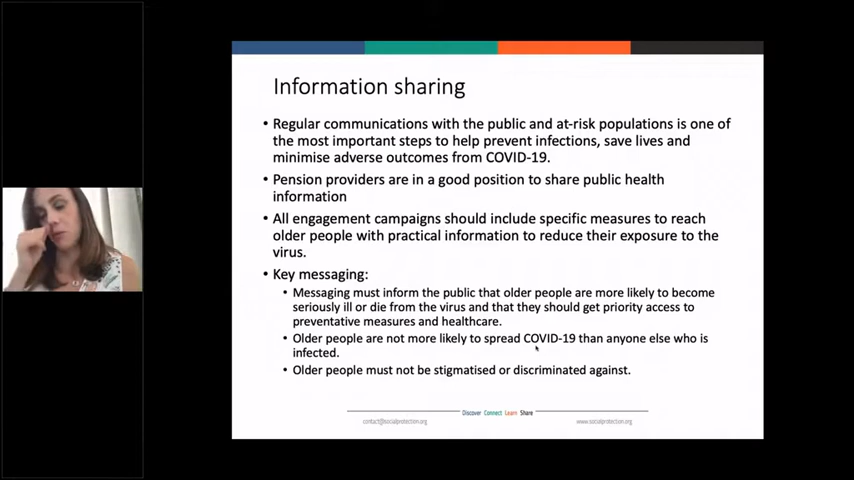 Information sharing
• Regular communications with the public and at-risk populations is one of
the most important steps to help prevent infections, save lives and
minimise adverse outcomes from COVID-19.
• Pension providers are in a good position to share public health
information
• All engagement campaigns should include specific measures to reach
older people with practical information to reduce their exposure to the
virus.
• Key messaging:
• Messaging must inform the public that older people are more likely to become
seriously ill or die from the virus and that they should get priority access to
preventative measures and healthcare.
• Older people are not more likely to spread COVID-19 than anyone else who is
infected.
• Older people must not be stigmatised or discriminated against.
Discover Connect Learn Share
contact@socialprotection.org www.socialprotection.org